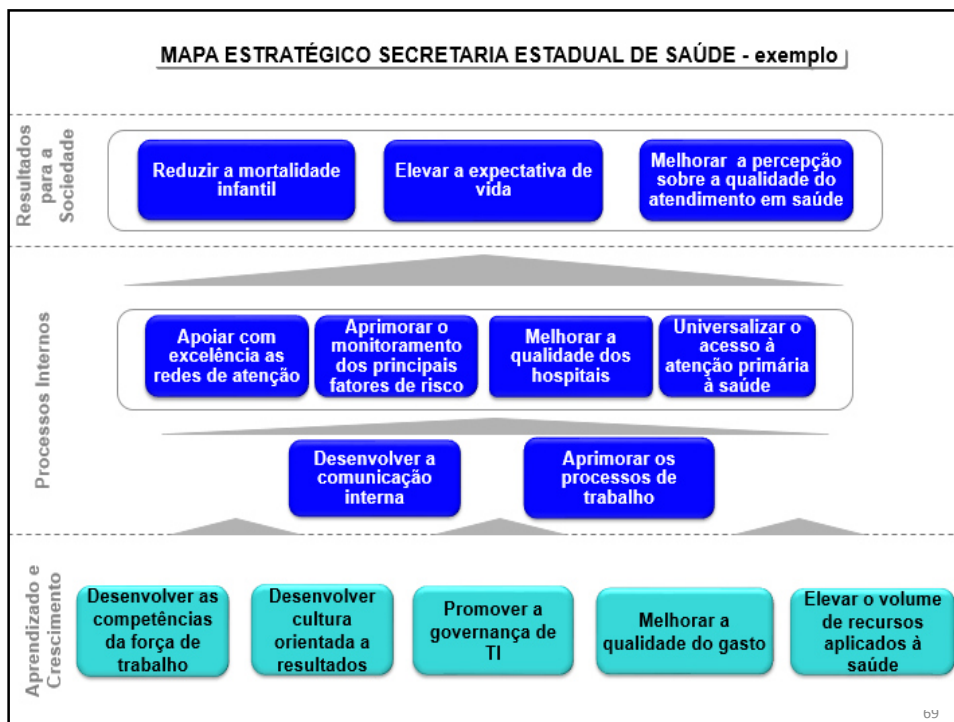 MAPA ESTRATÉGICO SECRETARIA ESTADUAL DE SAÚDE - exemplo
Resultados
para a
Sociedade
Reduzir a mortalidade
infantil
Elevar a expectativa de
vida
Melhorar a percepção
sobre a qualidade do
atendimento em saúde
Processos Internos
Apoiar com
excelência as
redes de atenção
Aprimorar o
monitoramento
dos principais
fatores de risco
Melhorar a
qualidade dos
hospitais
Universalizar o
acesso à
atenção primária
à saúde
Desenvolver a
comunicação
interna
Aprimorar os
processos de
trabalho
Aprendizado e
Crescimento
Desenvolver as
competências
da força de
trabalho
Desenvolver
cultura
orientada a
resultados
Promover a
governança de
TI
Melhorar a
qualidade do gasto
Elevar o volume
de recursos
aplicados à
saúde
69